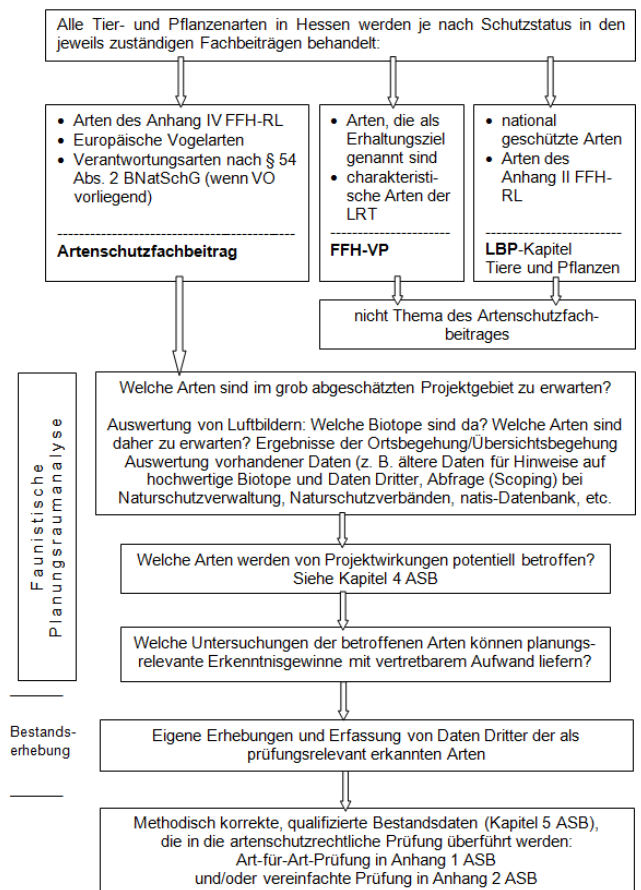 Alle Tier- und Pflanzenarten in Hessen werden je nach Schutzstatus in den
jeweils zuständigen Fachbeiträgen behandelt:
• Arten des Anhang IV FFH-RL
• Europäische Vogelarten
• Verantwortungsarten nach § 54
Abs. 2 BNatSchG (wenn VO
vorliegend)
Artenschutzfachbeitrag
• Arten, die als
Erhaltungsziel
genannt sind
• charakteristi-
sche Arten der
LRT
FFH-VP
• national
geschützte Arten
• Arten des
Anhang II FFH-
RL
LBP-Kapitel
Tiere und Pflanzen
nicht Thema des Artenschutzfach-
beitrages
Faunistische
Planungsraumanalyse
Welche Arten sind im grob abgeschätzten Projektgebiet zu erwarten?
Auswertung von Luftbildern: Welche Biotope sind da? Welche Arten sind
daher zu erwarten? Ergebnisse der Ortsbegehung/Übersichtsbegehung
Auswertung vorhandener Daten (z. B. ältere Daten für Hinweise auf
hochwertige Biotope und Daten Dritter, Abfrage (Scoping) bei
Naturschutzverwaltung, Naturschutzverbänden, natis-Datenbank, etc.
Welche Arten werden von Projektwirkungen potentiell betroffen?
Siehe Kapitel 4 ASB
Welche Untersuchungen der betroffenen Arten können planungs-
relevante Erkenntnisgewinne mit vertretbarem Aufwand liefern?
Bestands-
erhebung
Eigene Erhebungen und Erfassung von Daten Dritter der als
prüfungsrelevant erkannten Arten
Methodisch korrekte, qualifizierte Bestandsdaten (Kapitel 5 ASB),
die in die artenschutzrechtliche Prüfung überführt werden:
Art-für-Art-Prüfung in Anhang 1 ASB
und/oder vereinfachte Prüfung in Anhang 2 ASB